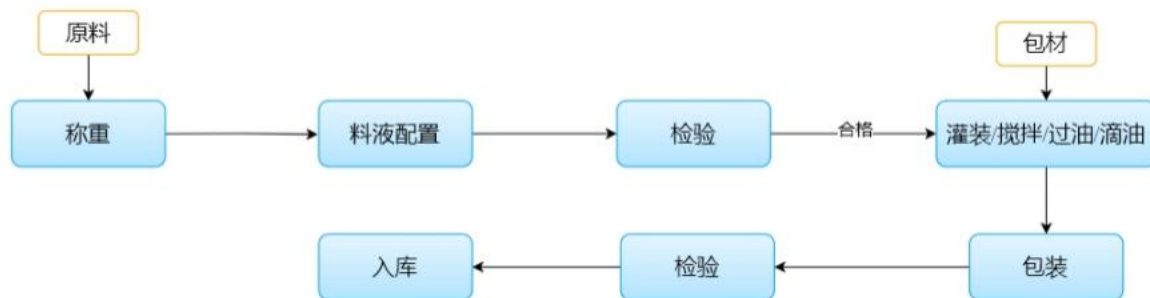 原料
包材
称重
料液配置
检验
合格
灌装/搅拌/过油/滴油
入库
检验
包装